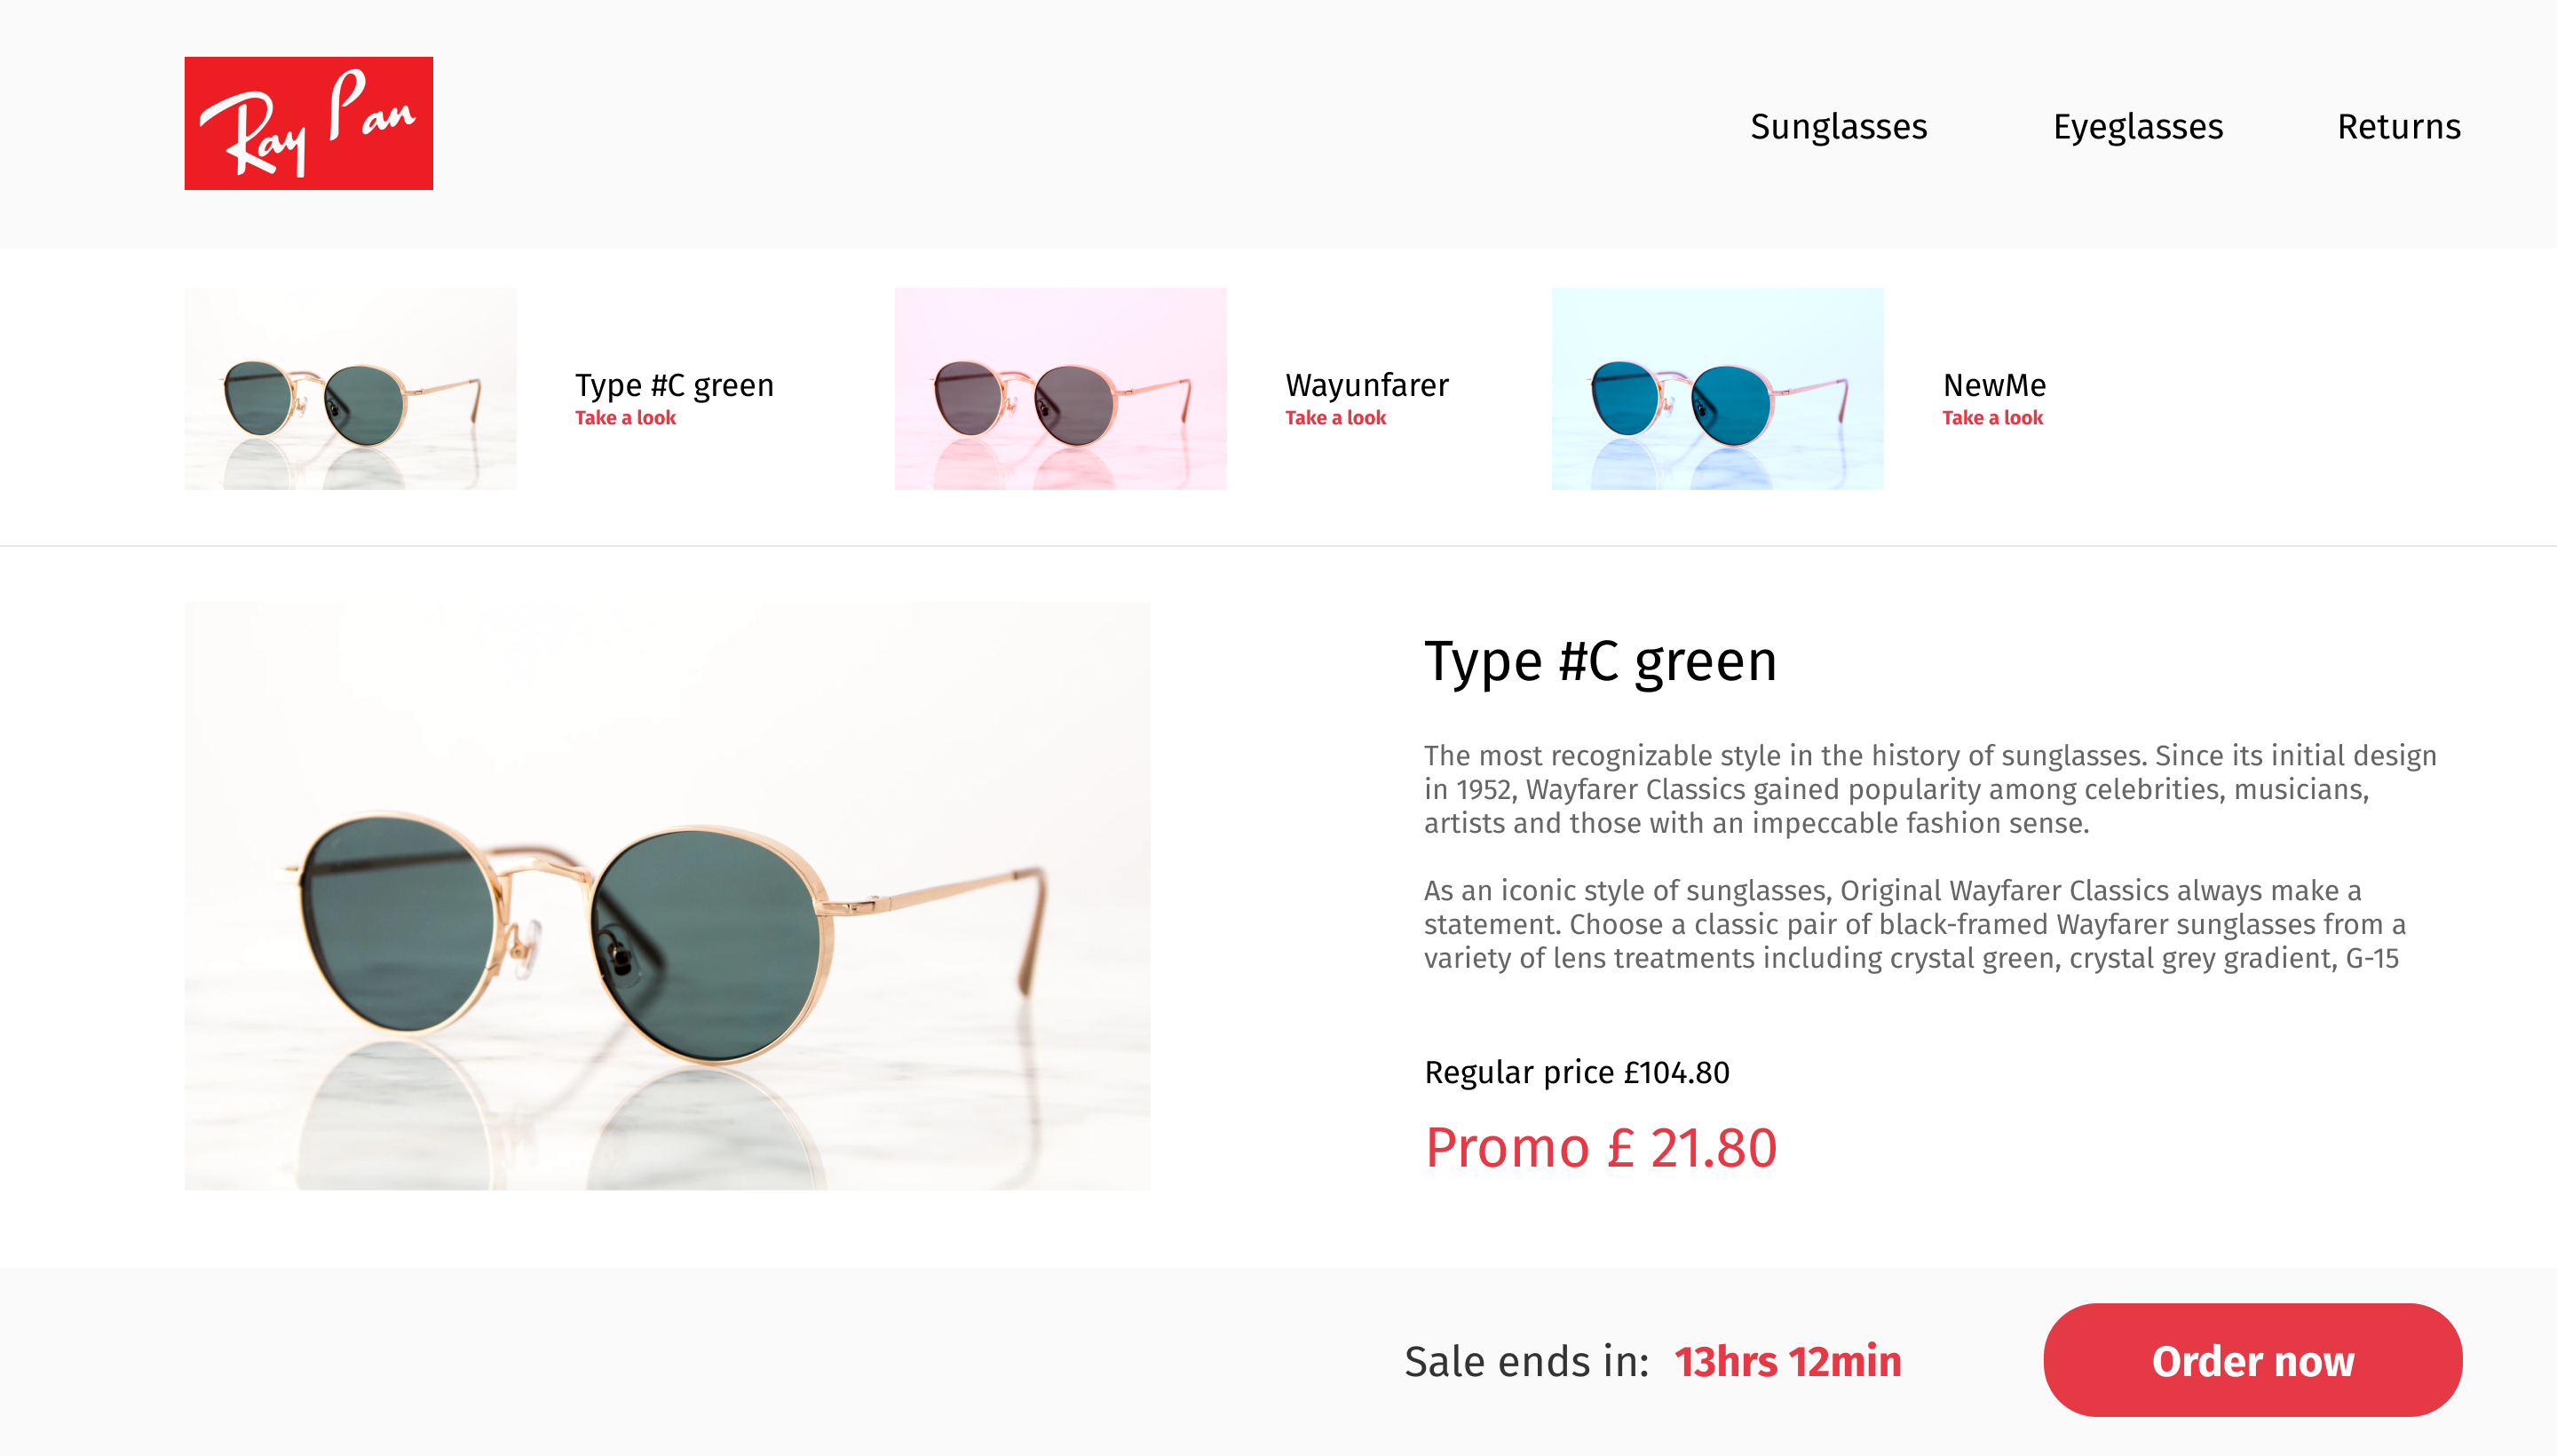 Ray Pan
Sunglasses
Eyeglasses
Returns
Type #C green
Take a look
Wayunfarer
Take a look
NewMe
Take a look
Type #C green
The most recognizable style in the history of sunglasses. Since its initial design
in 1952, Wayfarer Classics gained popularity among celebrities, musicians,
artists and those with an impeccable fashion sense.
As an iconic style of sunglasses, Original Wayfarer Classics always make a
statement. Choose a classic pair of black-framed Wayfarer sunglasses from a
variety of lens treatments including crystal green, crystal grey gradient, G-15
Regular price £104.80
Promo £ 21.80
Sale ends in: 13hrs 12min
Order now